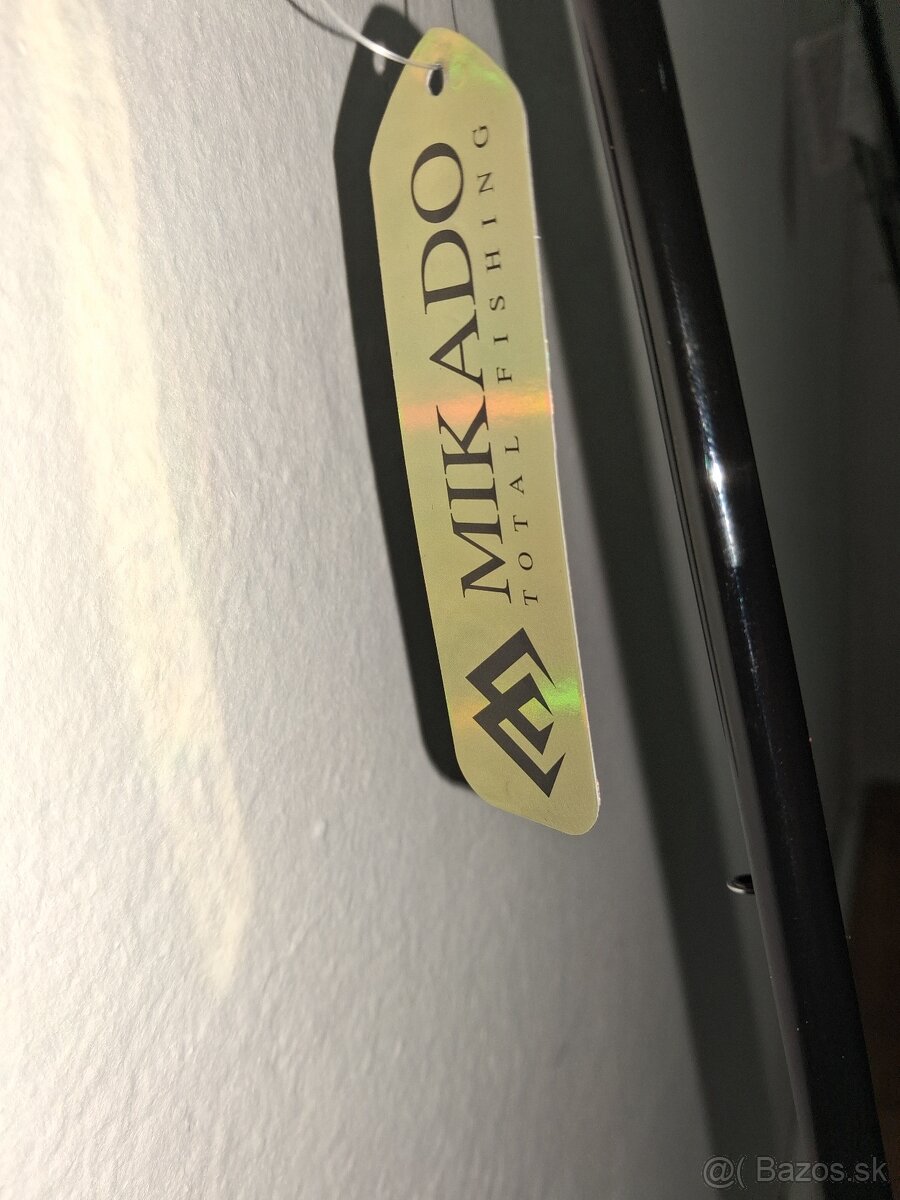 MIKADO
TOTAL FISHING
@( Bazos.sk